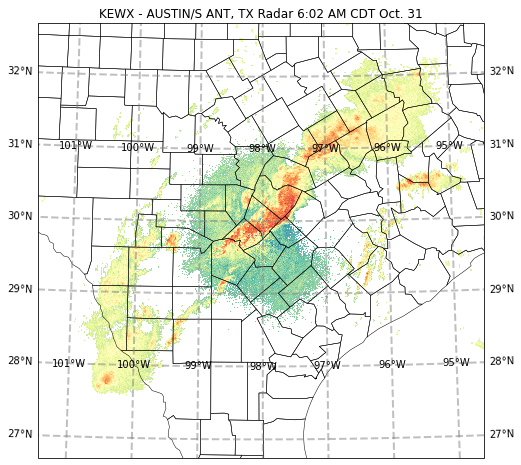 KEWX - AUSTIN/S ANT, TX Radar 6:02 AM CDT Oct. 31
32°N 32°N
31°N 101°W 100°W 99°W 98°W 97°W 96°W 95°W 31°N
30°N 30°N
29°N 29°N
28°N 101°W 100°W 99°W 98°W 97°W 96°W 95°W 28°N
27°N 27°N